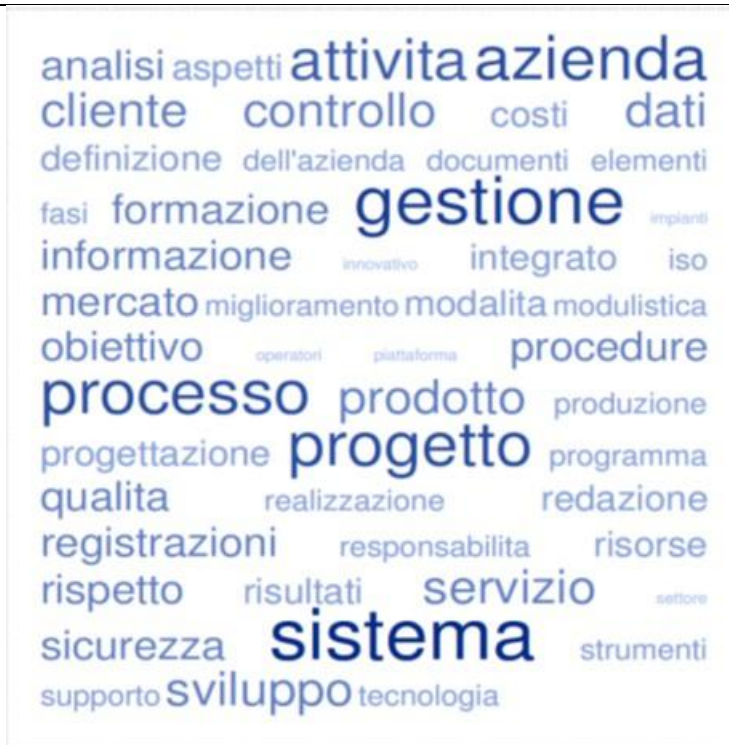 analisi aspetti attivita azienda
cliente controllo costi dati
definizione dell'azienda documenti elementi
fasi formazione gestione impianti
informazione innovativo integrato iso
mercato miglioramento modalita modulistica
obiettivo operatori piattaforma procedure
processo prodotto produzione
progettazione progetto programma
qualita realizzazione redazione
registrazioni responsabilita risorse
rispetto risultati servizio settore
sicurezza sistema strumenti
supporto sviluppo tecnologia